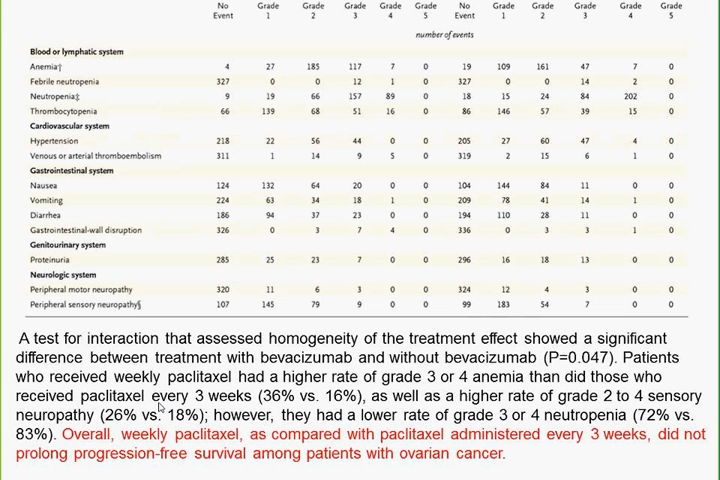 No Event Grade 1 Grade 2 Grade 3 Grade 4 Grade 5 No Event Grade 1 Grade 2 Grade 3 Grade 4 Grade 5
number of events
Blood or lymphatic system
Anemia† 4 27 185 117 7 0 19 109 161 47 7 0
Febrile neutropenia 327 0 0 12 1 0 327 0 0 14 2 0
Neutropenia‡ 9 19 66 157 89 0 18 15 24 84 202 0
Thrombocytopenia 66 139 68 51 16 0 86 146 57 39 15 0
Cardiovascular system
Hypertension 218 22 56 44 0 0 205 27 60 47 4 0
Venous or arterial thromboembolism 311 1 14 9 5 0 319 2 15 6 1 0
Gastrointestinal system
Nausea 124 132 64 20 0 0 104 144 84 11 0 0
Vomiting 224 63 34 18 1 0 209 78 41 14 1 0
Diarrhea 186 94 37 23 0 0 194 110 28 11 0 0
Gastrointestinal-wall disruption 326 0 3 7 4 0 336 0 3 3 1 0
Genitourinary system
Proteinuria 285 25 23 7 0 0 296 16 18 13 0 0
Neurologic system
Peripheral motor neuropathy 320 11 6 3 0 0 324 12 4 3 0 0
Peripheral sensory neuropathy§ 107 145 79 9 0 0 99 183 54 7 0 0
A test for interaction that assessed homogeneity of the treatment effect showed a significant
difference between treatment with bevacizumab and without bevacizumab (P=0.047). Patients
who received weekly paclitaxel had a higher rate of grade 3 or 4 anemia than did those who
received paclitaxel every 3 weeks (36% vs. 16%), as well as a higher rate of grade 2 to 4 sensory
neuropathy (26% vs. 18%); however, they had a lower rate of grade 3 or 4 neutropenia (72% vs.
83%). Overall, weekly paclitaxel, as compared with paclitaxel administered every 3 weeks, did not
prolong progression-free survival among patients with ovarian cancer.